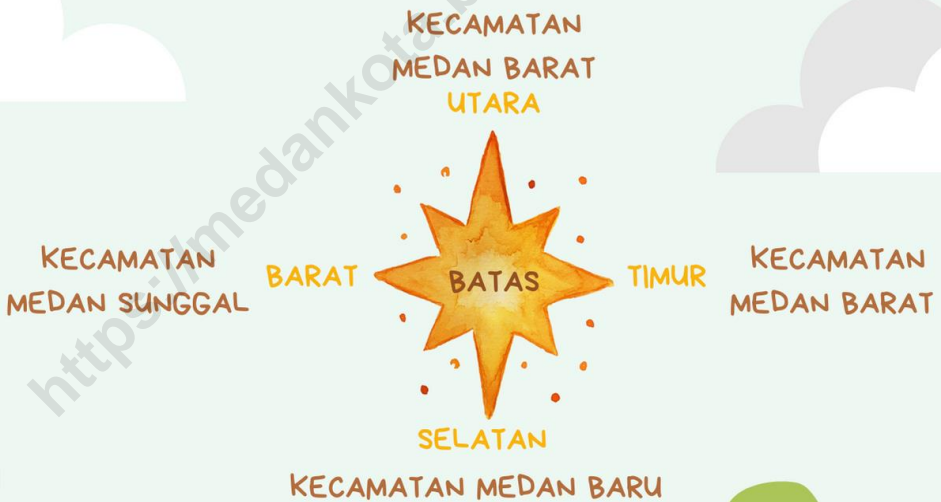 KECAMATAN
MEDAN BARAT
UTARA
KECAMATAN
MEDAN SUNGGAL
BARAT
BATAS
TIMUR
KECAMATAN
MEDAN BARAT
SELATAN
KECAMATAN MEDAN BARU
https://medankota.b